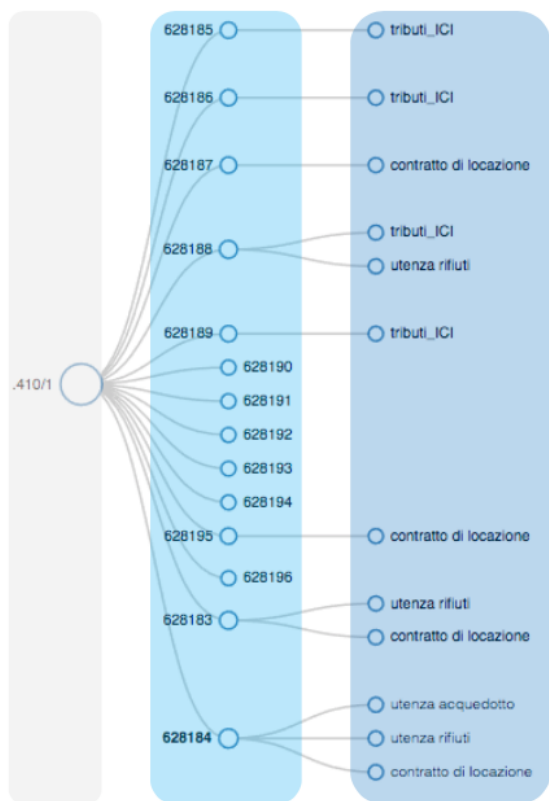 628185
tributi_ICI
628186
tributi_ICI
628187
contratto di locazione
628188
tributi_ICI
utenza rifiuti
628189
tributi_ICI
628190
.410/1
628191
628192
628193
628194
628195
contratto di locazione
628196
628183
utenza rifiuti
contratto di locazione
628184
utenza acquedotto
utenza rifiuti
contratto di locazione